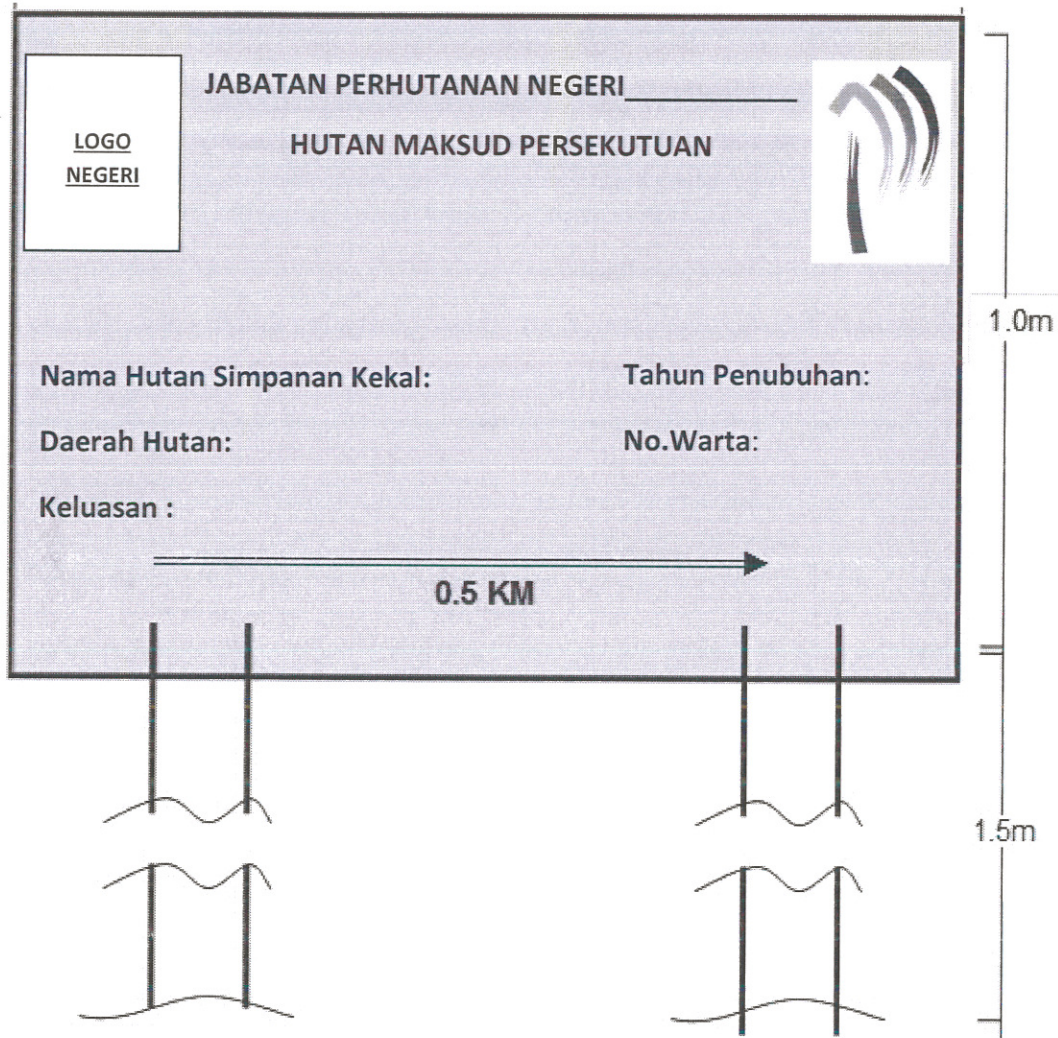 JABATAN PERHUTANAN NEGERI____________
LOGO
NEGERI
HUTAN MAKSUD PERSEKUTUAN
1.0m
Nama Hutan Simpanan Kekal:
Tahun Penubuhan:
Daerah Hutan:
No.Warta:
Keluasan :
0.5 KM
1.5m